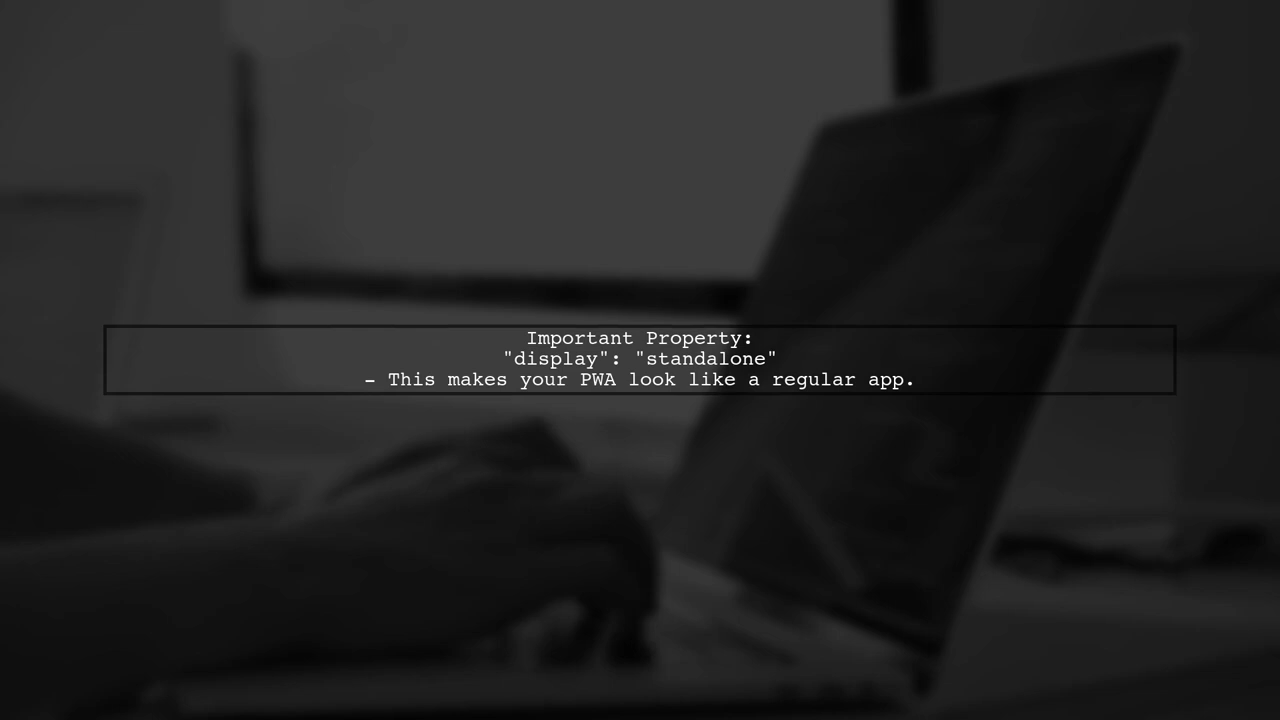 Important Property:
"display": "standalone"
– This makes your PWA look like a regular app.